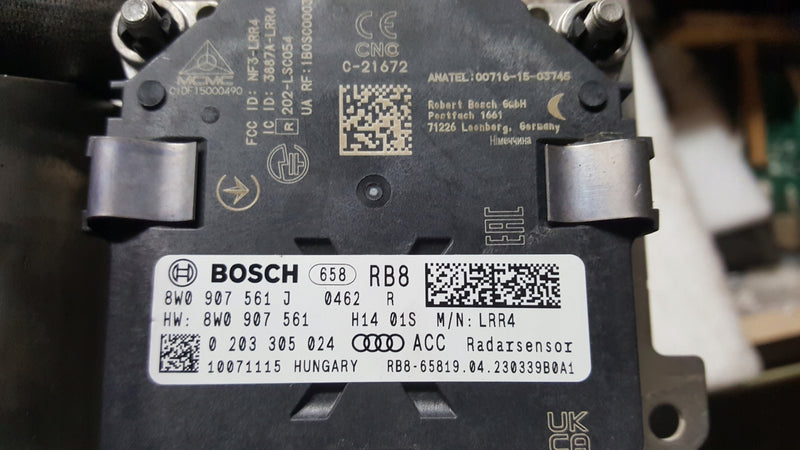 MCMC
CIDF15000490
FCC ID: NF3-LRR4
IC ID: 3887A-LRR4
R 202-LSC054
UA RF:1BOSC0003
CE
CNC
C-21672
ANATEL:00716-15-03745
Robert Bosch GmbH
Postfach 1661
71226 Leonberg, Germany
EAC
BOSCH 658 RB8
8W0 907 561 J 0462 R
HW: 8W0 907 561 H14 01S M/N:LRR4
0 203 305 024 ACC Radarsensor
10071115 HUNGARY RB8-65819.04.230339B0A1
UK
CA